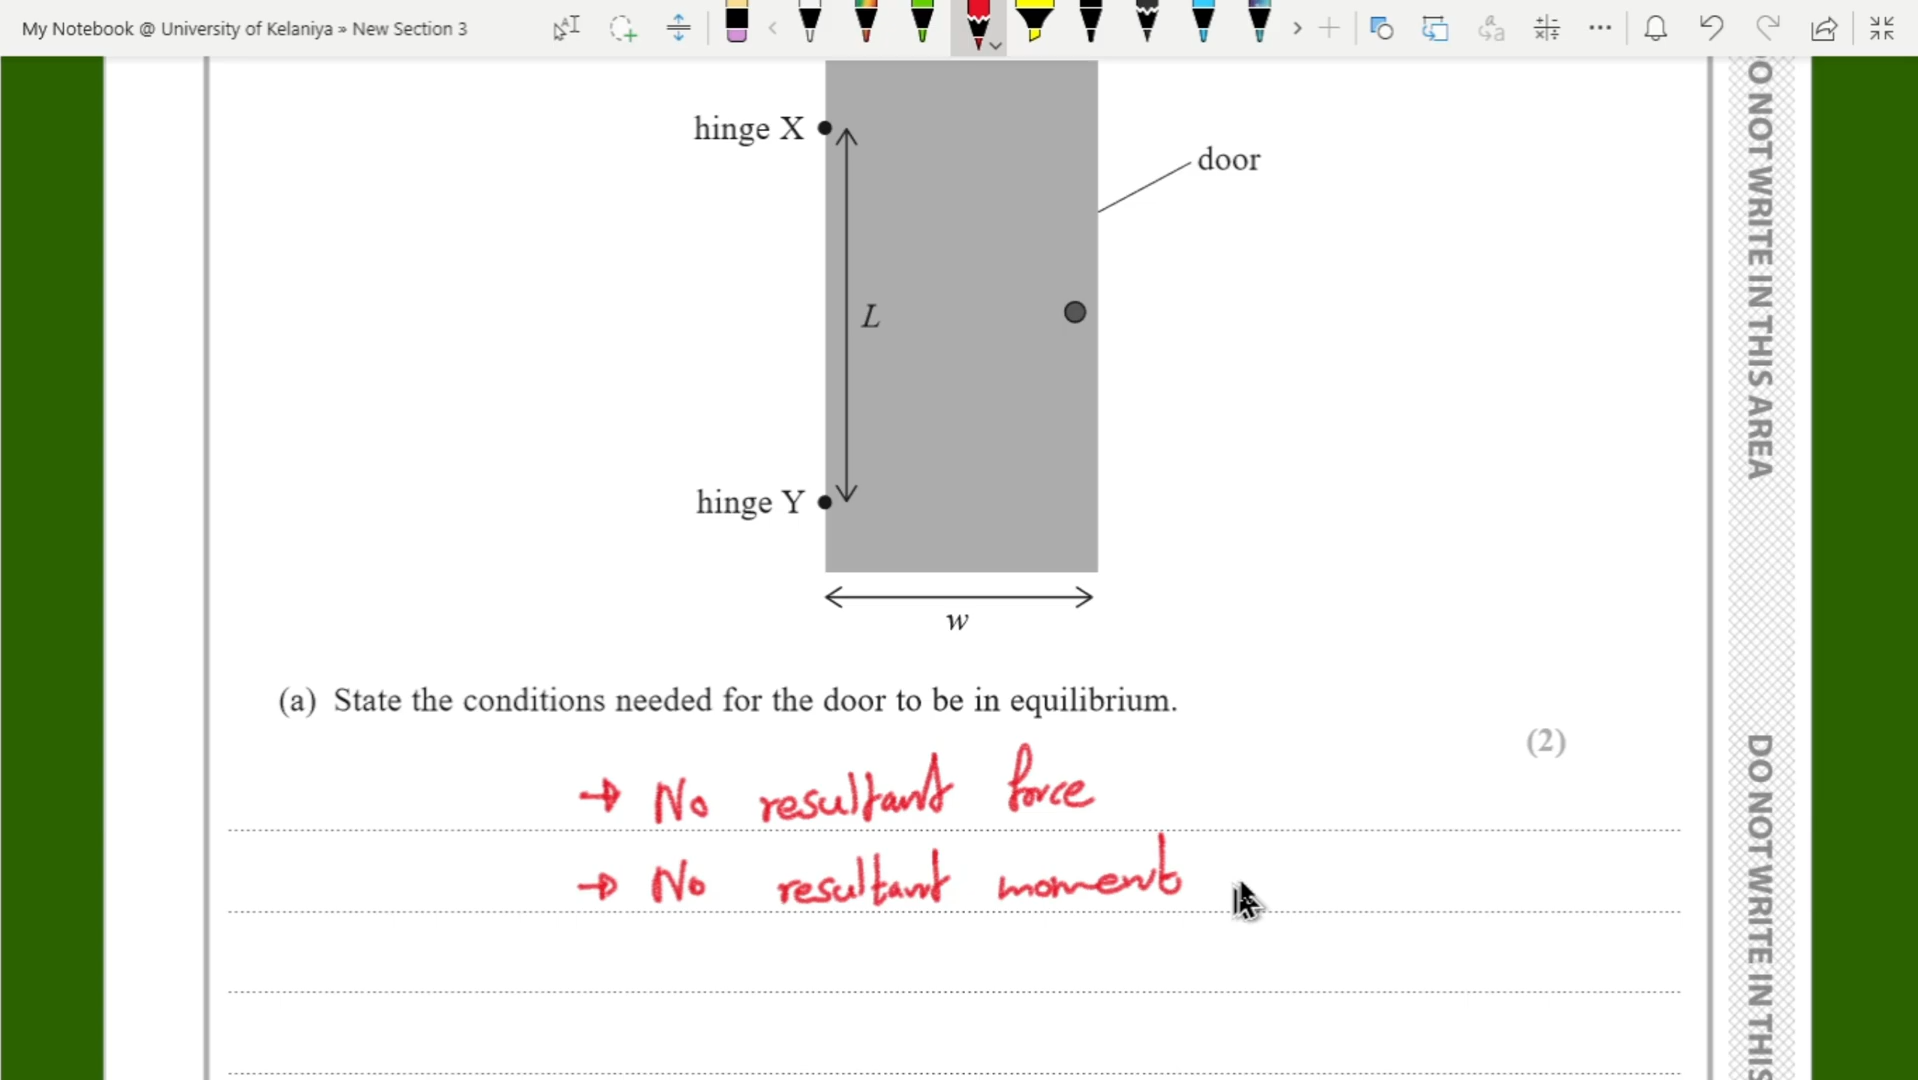 My Notebook @ University of Kelaniya » New Section 3
hinge X
door
L
hinge Y
w
(a) State the conditions needed for the door to be in equilibrium.
(2)
→ No resultant force
→ No resultant moment
O NOT WRITE IN THIS AREA
DO NOT WRITE IN THIS